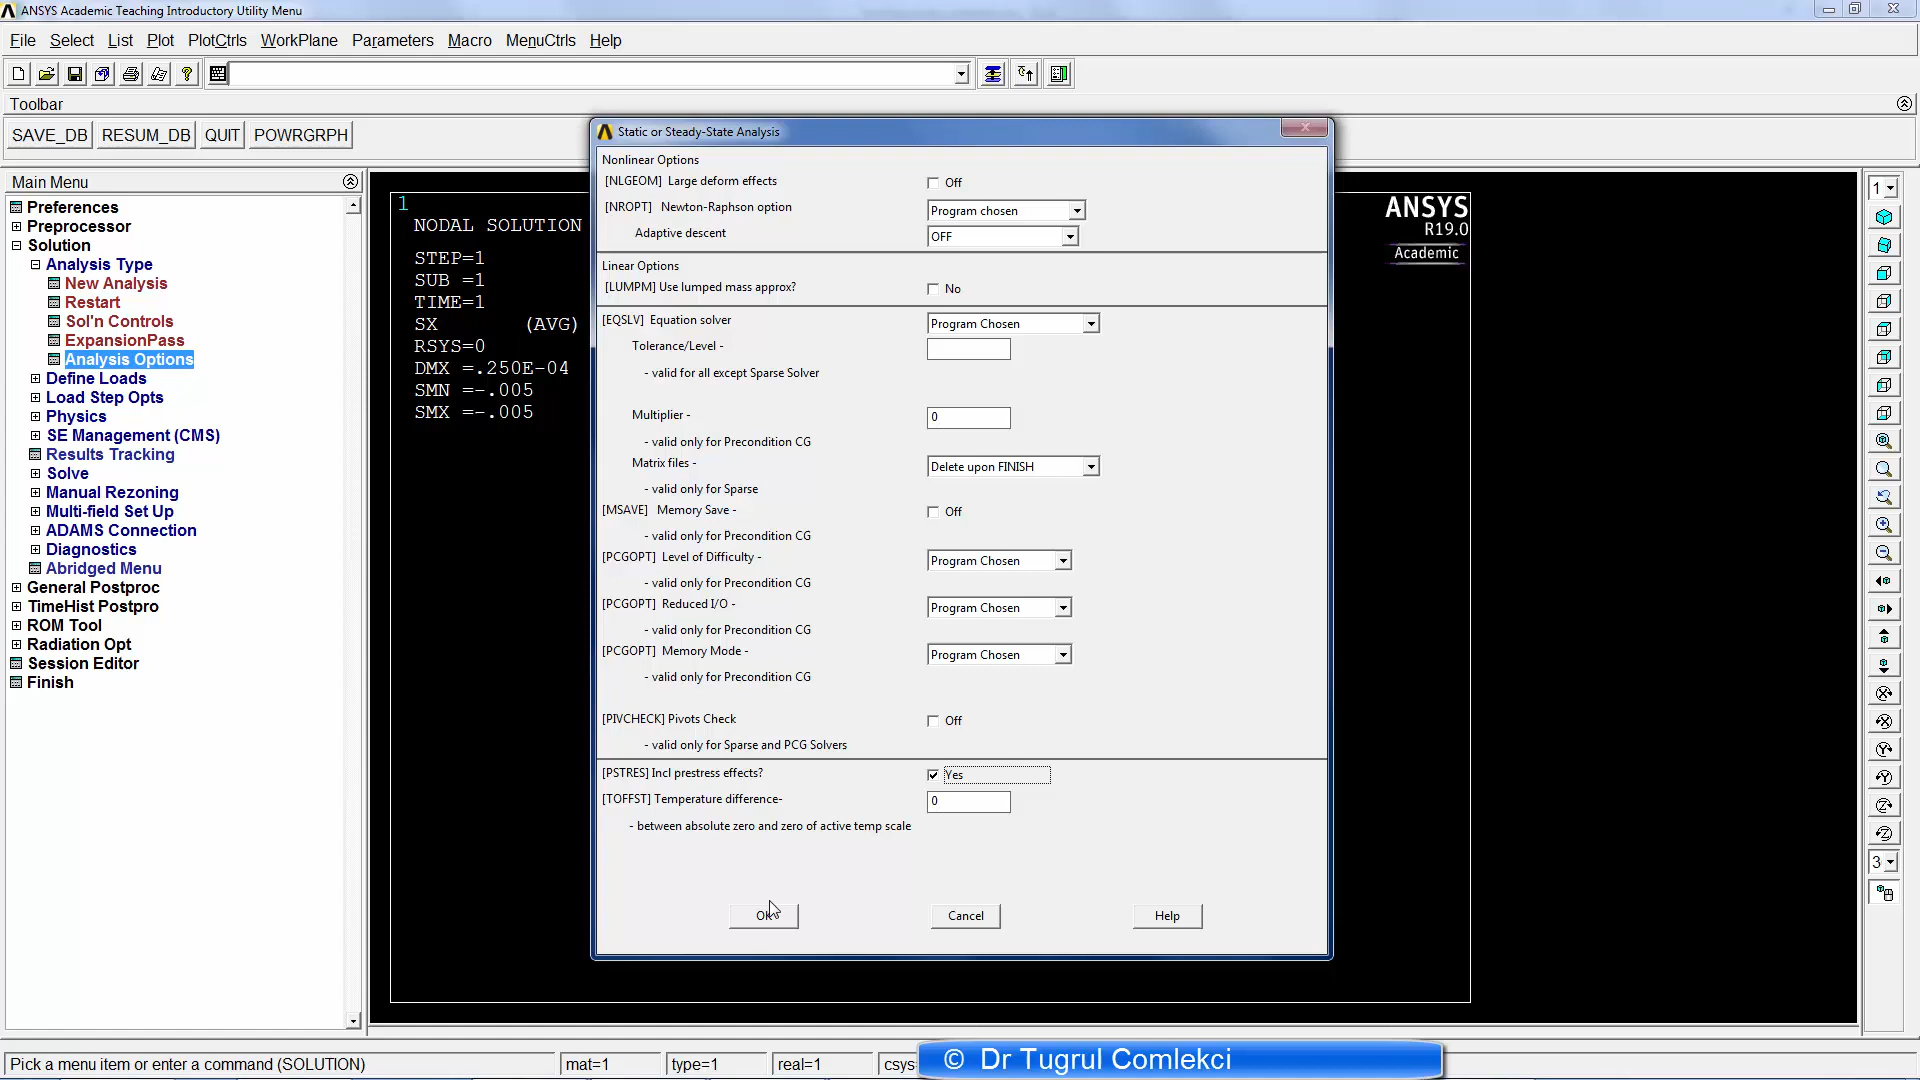 ANSYS Academic Teaching Introductory Utility Menu
File Select List Plot PlotCtrls WorkPlane Parameters Macro MenuCtrls Help
Toolbar
SAVE_DB RESUM_DB QUIT POWRGRPH
Main Menu
Preferences
Preprocessor
Solution
Analysis Type
New Analysis
Restart
Sol'n Controls
ExpansionPass
Analysis Options
Define Loads
Load Step Opts
Physics
SE Management (CMS)
Results Tracking
Solve
Manual Rezoning
Multi-field Set Up
ADAMS Connection
Diagnostics
Abridged Menu
General Postproc
TimeHist Postpro
ROM Tool
Radiation Opt
Session Editor
Finish
1
NODAL SOLUTION
STEP=1
SUB =1
TIME=1
SX (AVG)
RSYS=0
DMX =.250E-04
SMN =-.005
SMX =-.005
Static or Steady-State Analysis
Nonlinear Options
[NLGEOM] Large deform effects Off
[NROPT] Newton-Raphson option Program chosen
Adaptive descent OFF
Linear Options
[LUMPM] Use lumped mass approx? No
[EQSLV] Equation solver Program Chosen
Tolerance/Level -
- valid for all except Sparse Solver
Multiplier - 0
- valid only for Precondition CG
Matrix files - Delete upon FINISH
- valid only for Sparse
[MSAVE] Memory Save - Off
- valid only for Precondition CG
[PCGOPT] Level of Difficulty - Program Chosen
- valid only for Precondition CG
[PCGOPT] Reduced I/O - Program Chosen
- valid only for Precondition CG
[PCGOPT] Memory Mode - Program Chosen
- valid only for Precondition CG
[PIVCHECK] Pivots Check Off
- valid only for Sparse and PCG Solvers
[PSTRES] Incl prestress effects? Yes
[TOFFST] Temperature difference- 0
- between absolute zero and zero of active temp scale
OK Cancel Help
ANSYS
R19.0
Academic
1
3
Pick a menu item or enter a command (SOLUTION) mat=1 type=1 real=1 csys=
© Dr Tugrul Comlekci